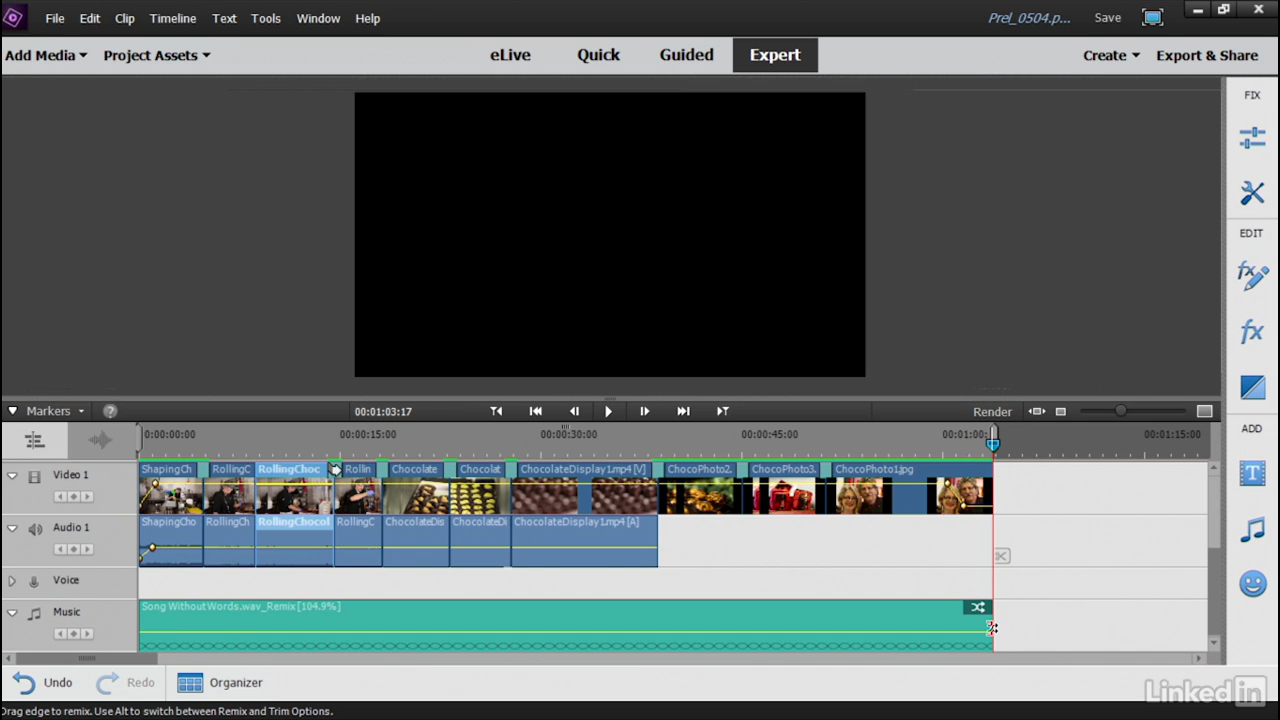 File Edit Clip Timeline Text Tools Window Help
Prel_0504.p... Save
Add Media Project Assets
eLive Quick Guided Expert
Create Export & Share
FIX
EDIT
ADD
Markers ? 00:01:03:17 Render
0:00:00:00 00:00:15:00 00:00:30:00 00:00:45:00 00:01:00: 00:01:15:00
Video 1
ShapingCh RollingC RollingChoc Rollin Chocolate Chocolat ChocolateDisplay1.mp4 [V] ChocoPhoto2. ChocoPhoto3. ChocoPhoto1.jpg
Audio 1
ShapingCho RollingCh RollingChocol RollingC ChocolateDis ChocolateDi ChocolateDisplay1.mp4 [A]
Voice
Music
Song WithoutWords.wav_Remix [104.9%]
Undo Redo Organizer
Linked in
Drag edge to remix. Use Alt to switch between Remix and Trim Options.